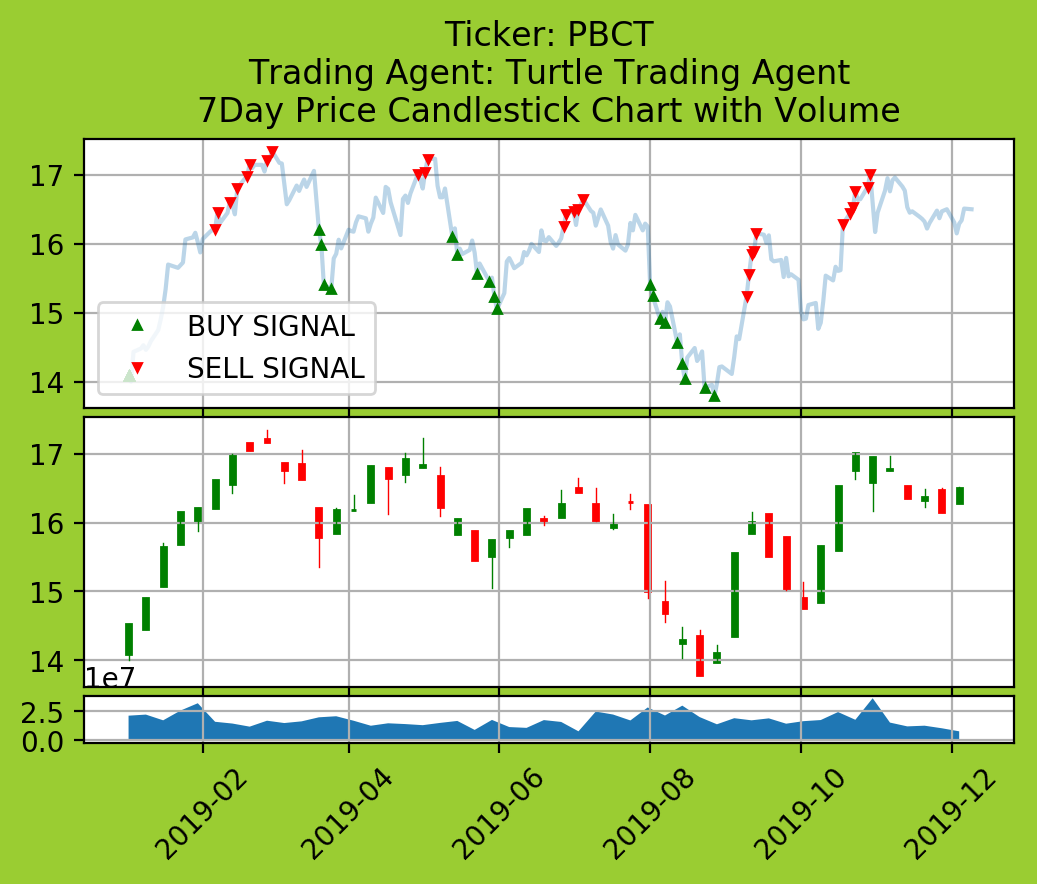 Ticker: PBCT
Trading Agent: Turtle Trading Agent
7Day Price Candlestick Chart with Volume
17
16
15
14
BUY SIGNAL
SELL SIGNAL
17
16
15
14
1e7
2.5
0.0
2019-02
2019-04
2019-06
2019-08
2019-10
2019-12